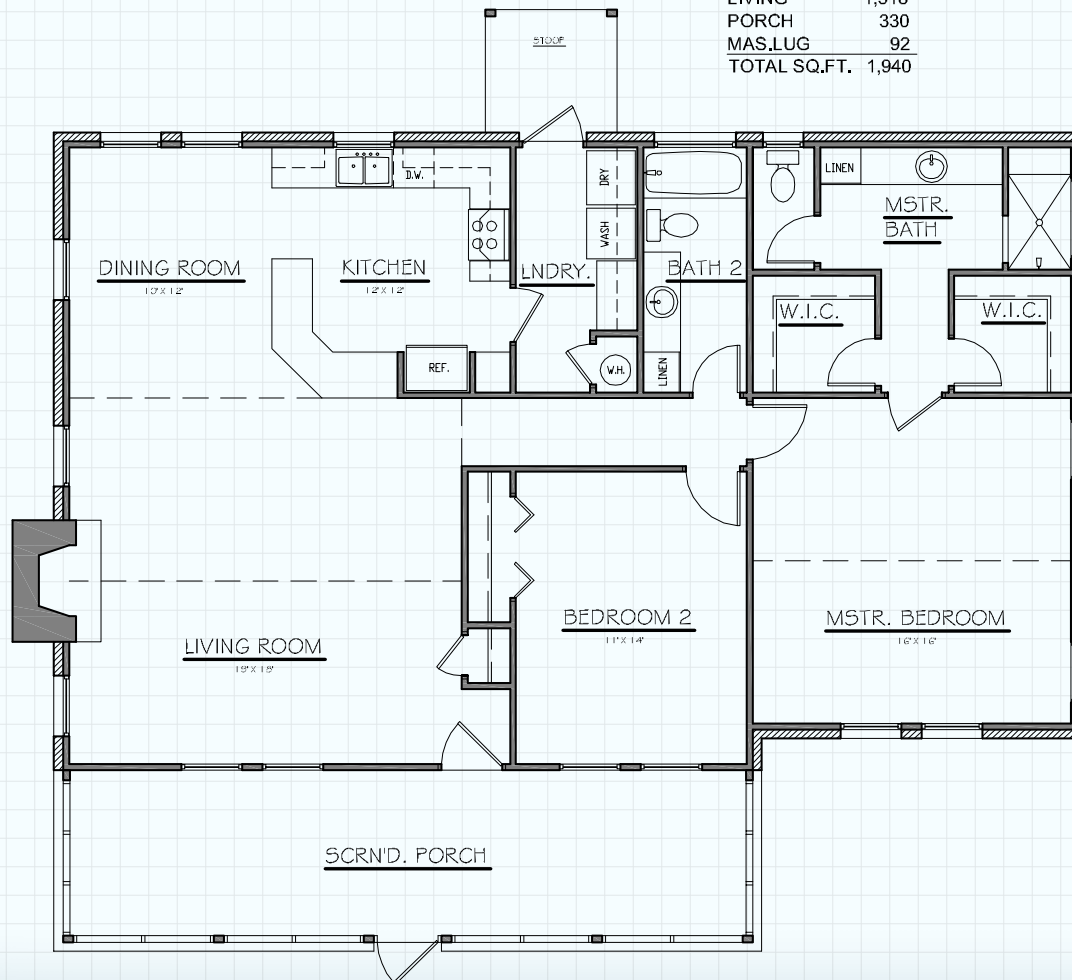 PORCH 330
MAS.LUG 92
TOTAL SQ.FT. 1,940
STOOP
D.W.
DRY
LINEN
MSTR.
BATH
WASH
DINING ROOM
KITCHEN
12'X12'
LNDRY.
BATH 2
W.I.C.
W.I.C.
REF.
W.H.
LINEN
BEDROOM 2
11'X14'
MSTR. BEDROOM
16'X16'
LIVING ROOM
SCRN'D. PORCH